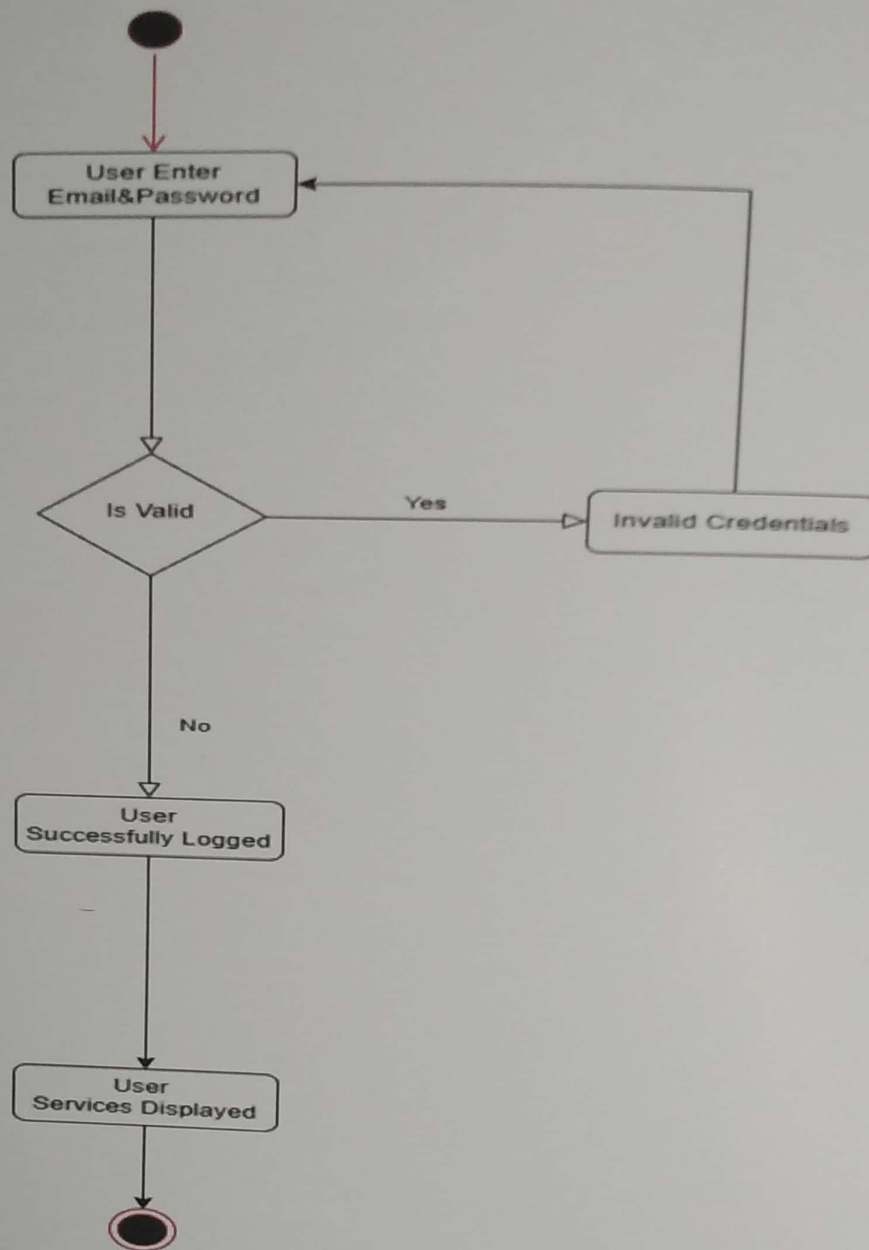 User Enter
Email&Password
Is Valid
Yes
Invalid Credentials
No
User
Successfully Logged
User
Services Displayed